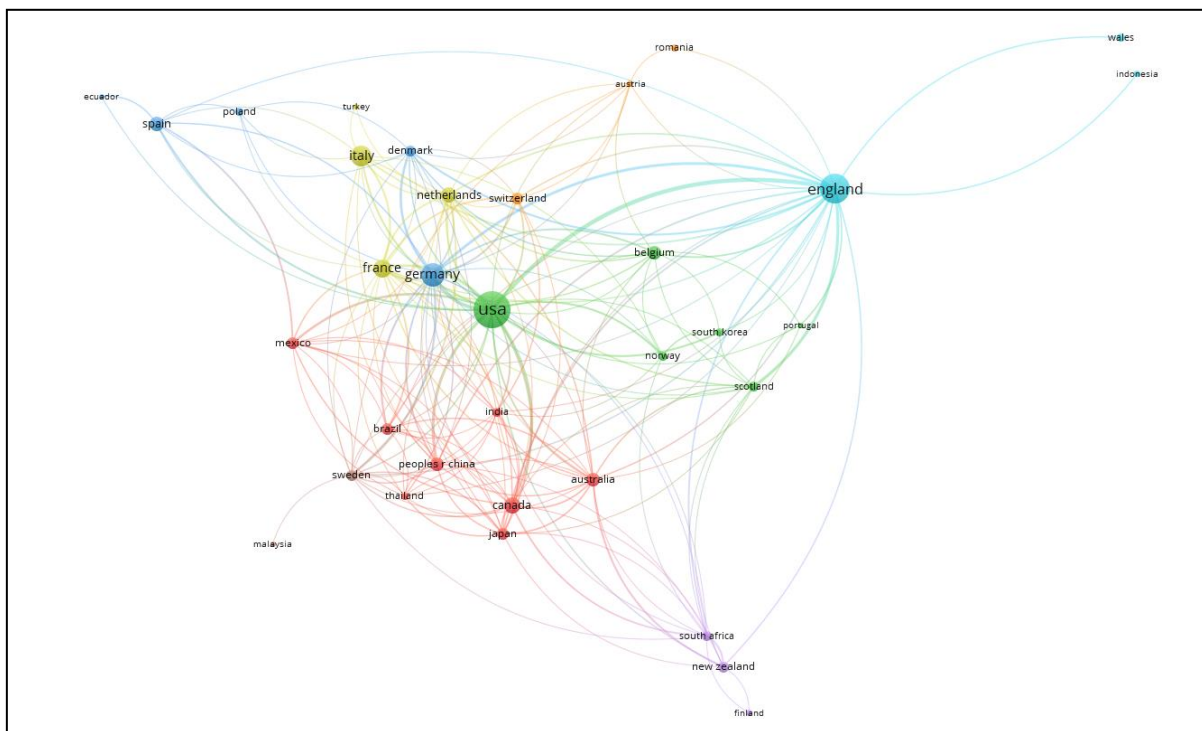 wales
romania
indonesia
austria
ecuador
turkey
poland
spain
denmark
italy
england
netherlands
switzerland
belgium
france
germany
usa
portugal
south korea
mexico
norway
scotland
india
brazil
peoples r china
sweden
australia
thailand
canada
japan
malaysia
south africa
new zealand
finland